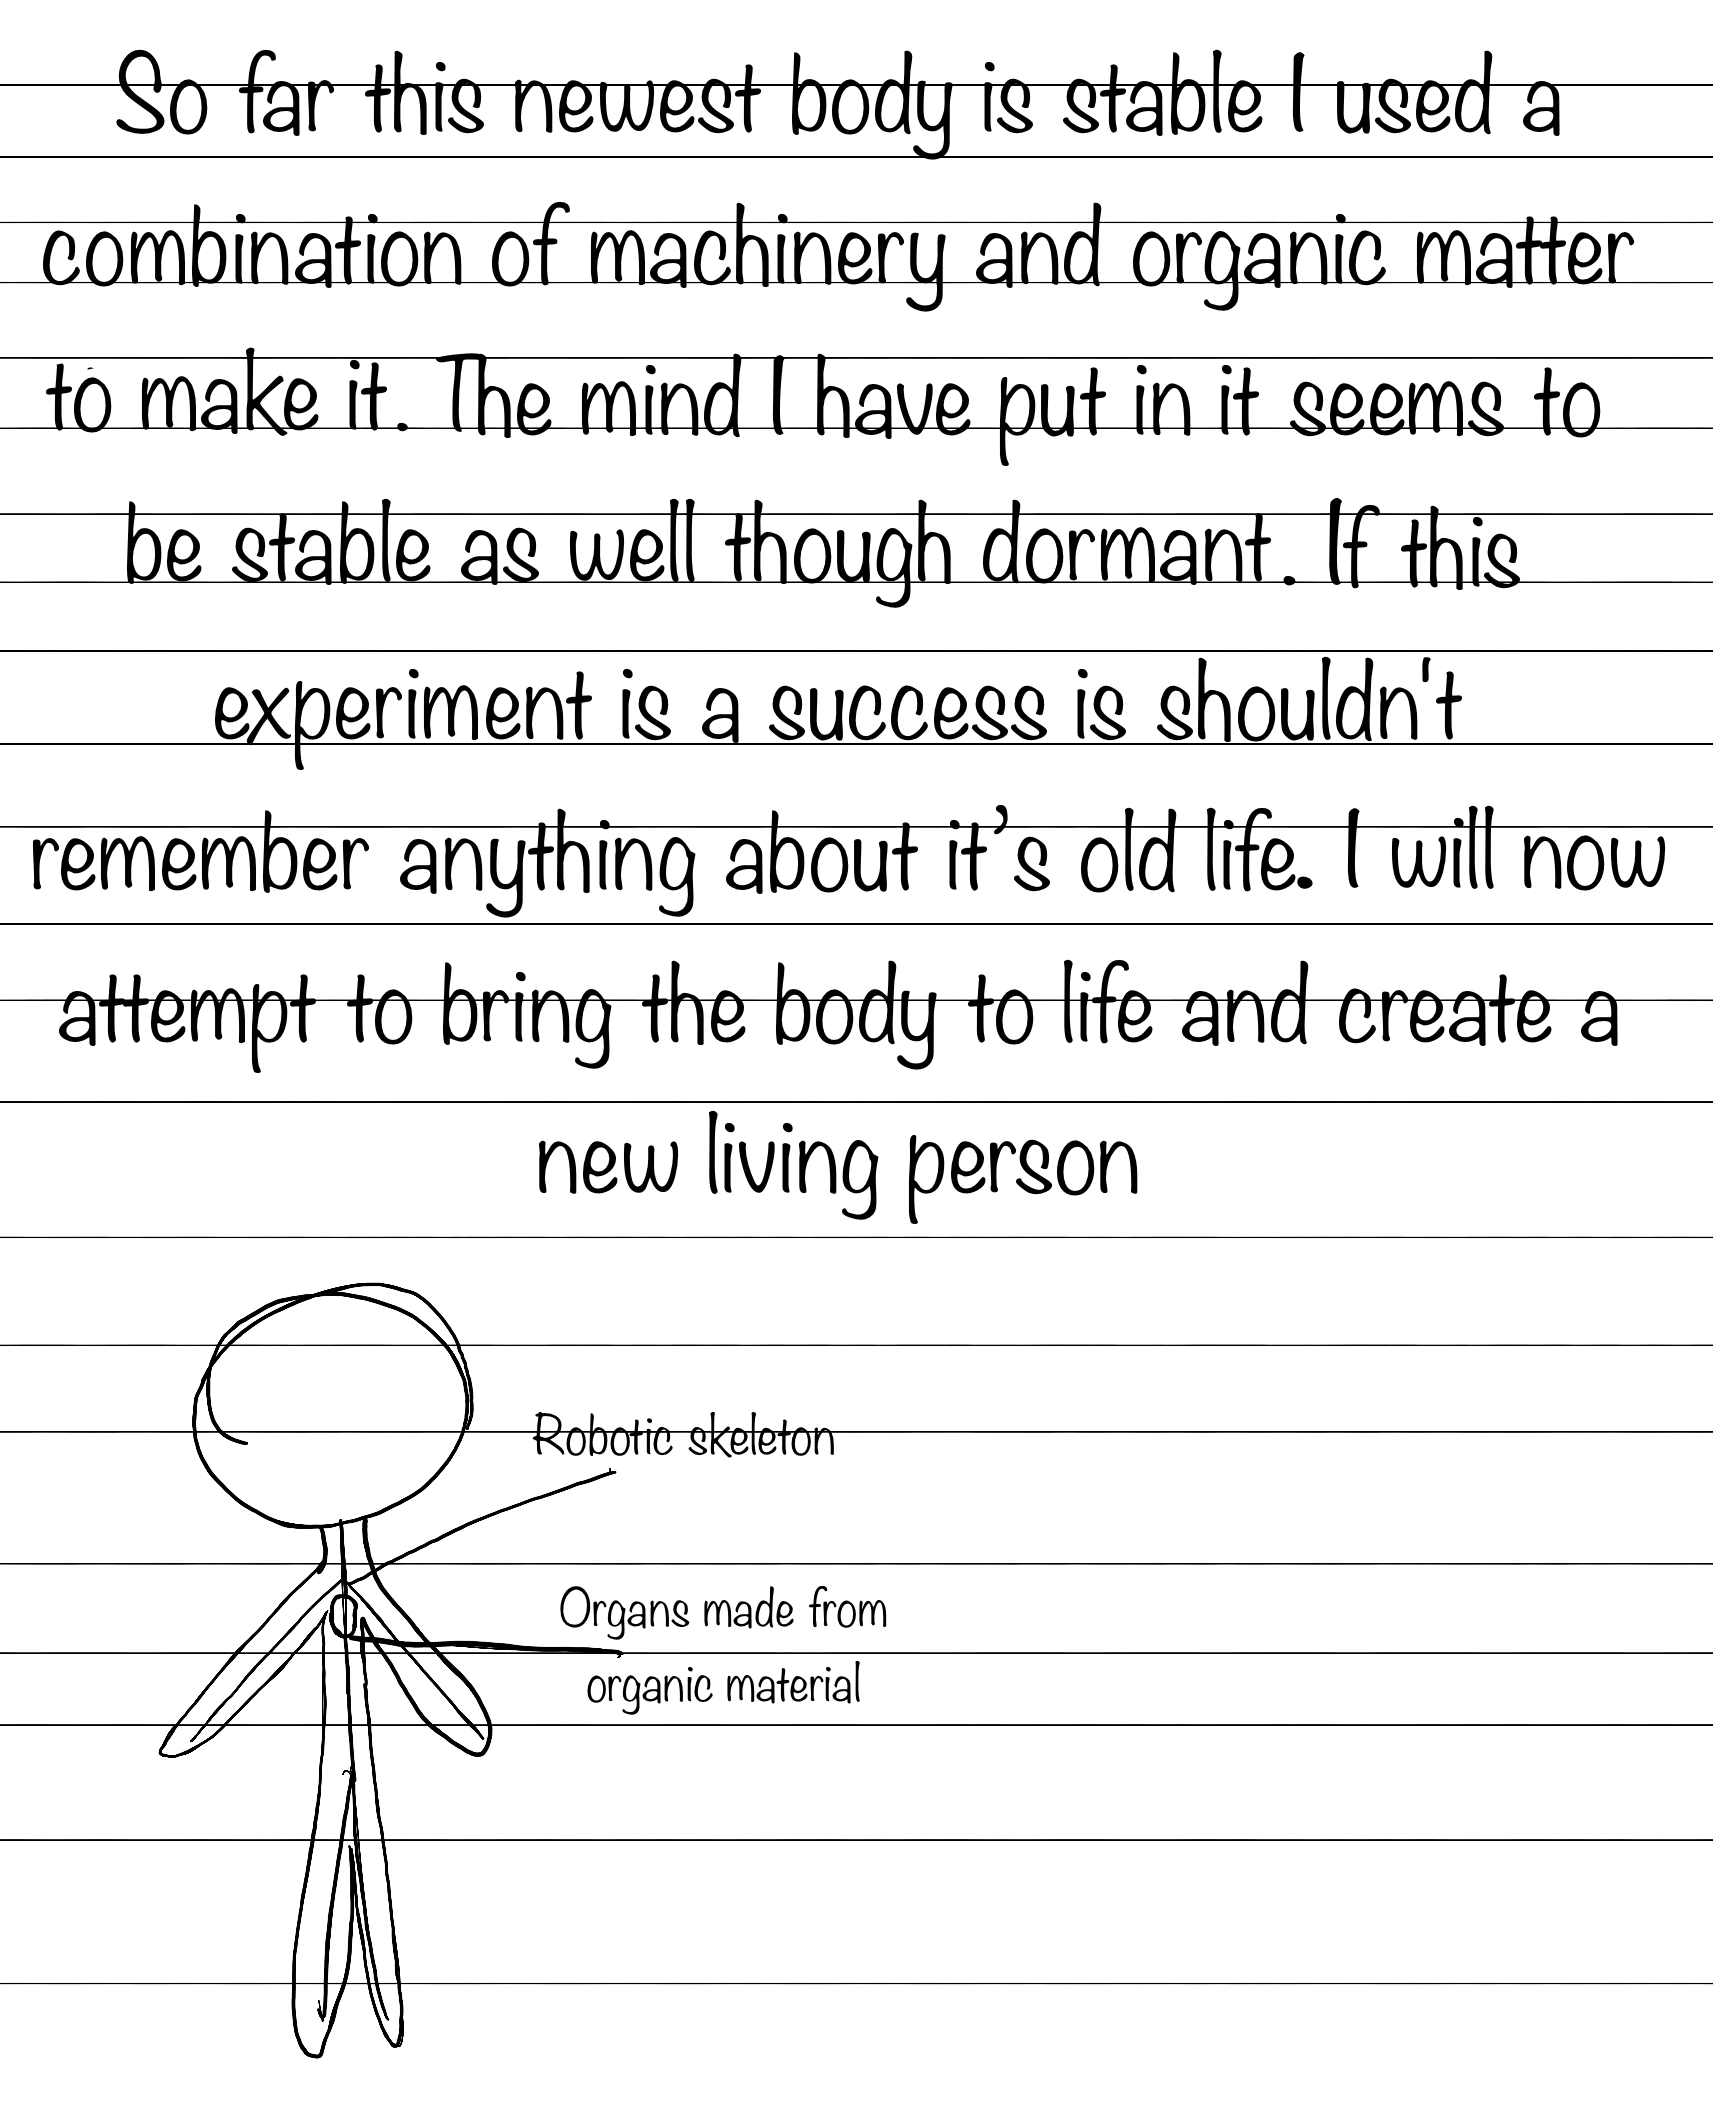 So far this newest body is stable I used a
combination of machinery and organic matter
to make it. The mind I have put in it seems to
be stable as well though dormant. If this
experiment is a success is shouldn't
remember anything about it’s old life. I will now
attempt to bring the body to life and create a
new living person
Robotic skeleton
Organs made from
organic material